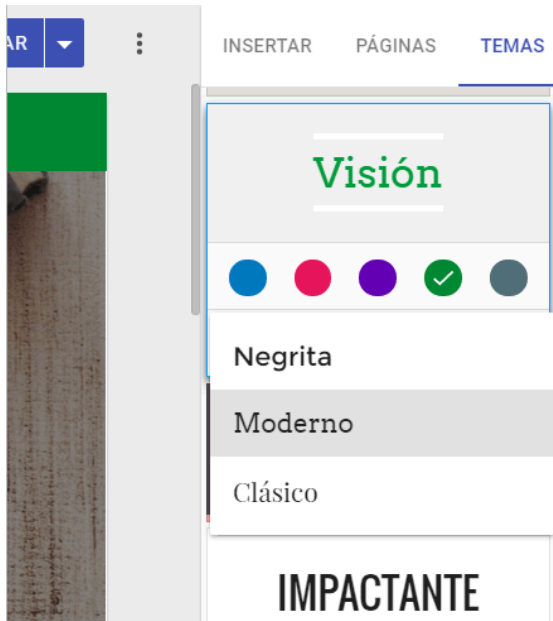 AR
INSERTAR PÁGINAS TEMAS
Visión
Negrita
Moderno
Clásico
IMPACTANTE